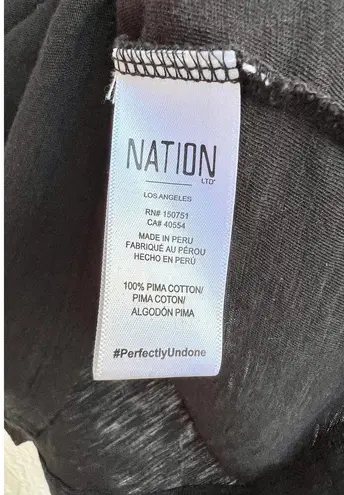 NATION
LTD
LOS ANGELES
RN# 150751
CA# 40554
MADE IN PERU
FABRIQUÉ AU PÉROU
HECHO EN PERÚ
100% PIMA COTTON/
PIMA COTON/
ALGODÓN PIMA
#PerfectlyUndone